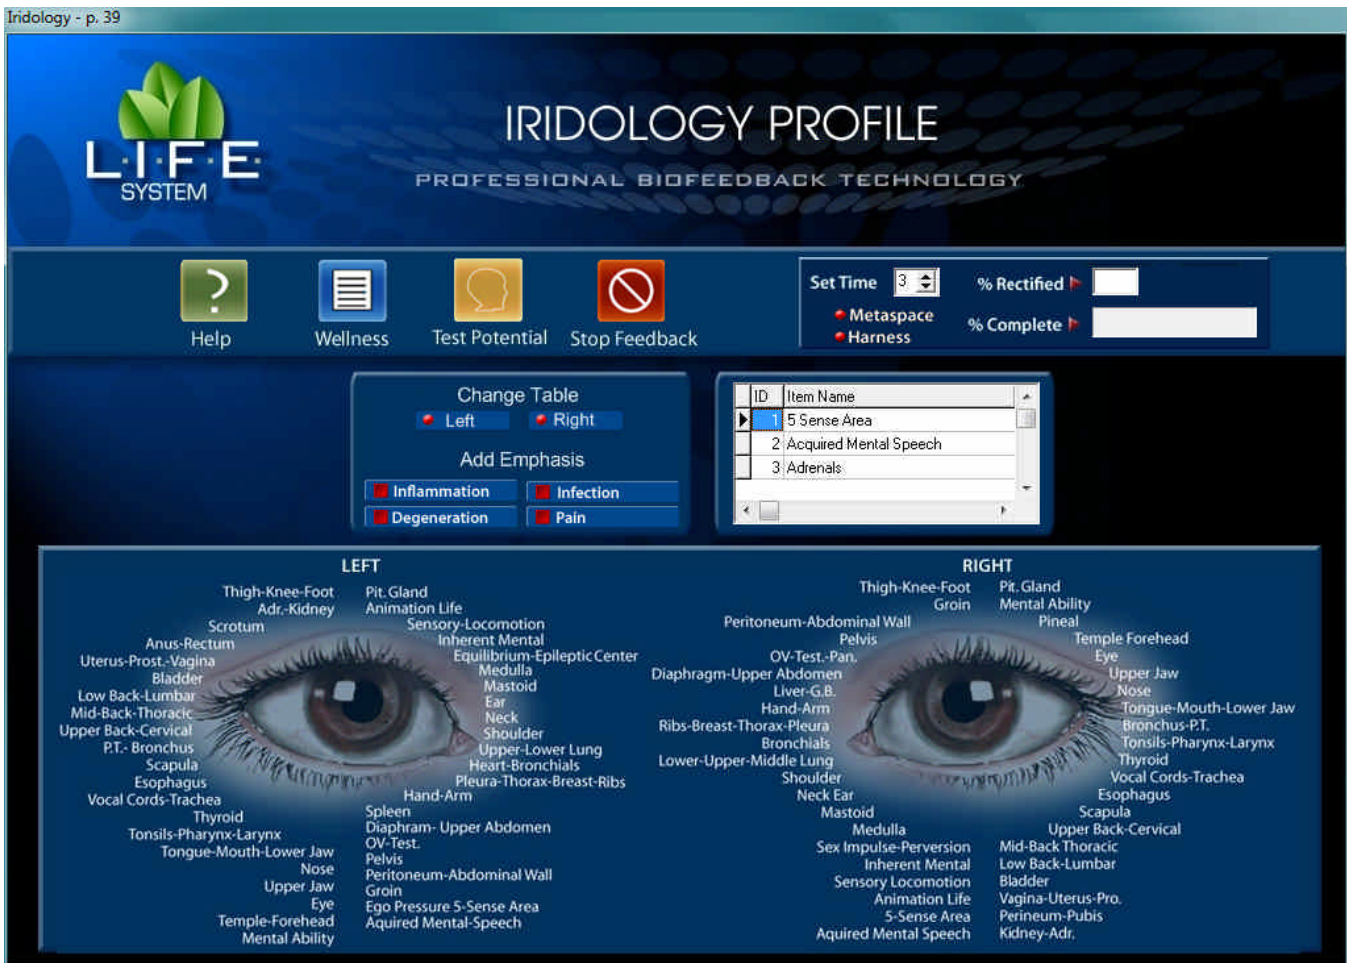 Iridology - p. 39
L·I·F·E·
SYSTEM
IRIDOLOGY PROFILE
PROFESSIONAL BIOFEEDBACK TECHNOLOGY
?
Help
Wellness
Test Potential
Stop Feedback
Set Time 3
Metaspace
Harness
% Rectified
% Complete
Change Table
Left
Right
Add Emphasis
Inflammation
Infection
Degeneration
Pain
ID Item Name
1 5 Sense Area
2 Acquired Mental Speech
3 Adrenals
LEFT
Thigh-Knee-Foot
Adr.-Kidney
Scrotum
Anus-Rectum
Uterus-Prost.-Vagina
Bladder
Low Back-Lumbar
Mid-Back-Thoracic
Upper Back-Cervical
P.T.- Bronchus
Scapula
Esophagus
Vocal Cords-Trachea
Thyroid
Tonsils-Pharynx-Larynx
Tongue-Mouth-Lower Jaw
Nose
Upper Jaw
Eye
Temple-Forehead
Mental Ability
Pit. Gland
Animation Life
Sensory-Locomotion
Inherent Mental
Equilibrium-Epileptic Center
Medulla
Mastoid
Ear
Neck
Shoulder
Upper-Lower Lung
Heart-Bronchials
Pleura-Thorax-Breast-Ribs
Hand-Arm
Spleen
Diaphram- Upper Abdomen
OV-Test.
Pelvis
Peritoneum-Abdominal Wall
Groin
Ego Pressure 5-Sense Area
Aquired Mental-Speech
RIGHT
Thigh-Knee-Foot
Groin
Peritoneum-Abdominal Wall
Pelvis
OV-Test.-Pan.
Diaphragm-Upper Abdomen
Liver-G.B.
Hand-Arm
Ribs-Breast-Thorax-Pleura
Bronchials
Lower-Upper-Middle Lung
Shoulder
Neck Ear
Mastoid
Medulla
Sex Impulse-Perversion
Inherent Mental
Sensory Locomotion
Animation Life
5-Sense Area
Aquired Mental Speech
Pit. Gland
Mental Ability
Pineal
Temple Forehead
Eye
Upper Jaw
Nose
Tongue-Mouth-Lower Jaw
Bronchus-P.T.
Tonsils-Pharynx-Larynx
Thyroid
Vocal Cords-Trachea
Esophagus
Scapula
Upper Back-Cervical
Mid-Back Thoracic
Low Back-Lumbar
Bladder
Vagina-Uterus-Pro.
Perineum-Pubis
Kidney-Adr.